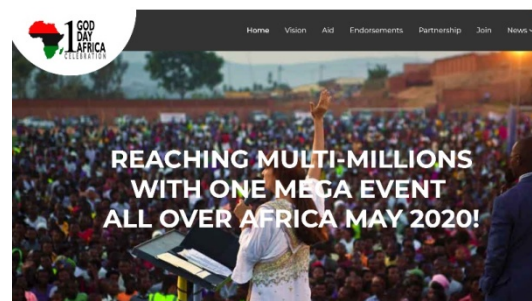 1 GOD
DAY
AFRICA
CELEBRATION
Home Vision Aid Endorsements Partnership Join News
REACHING MULTI-MILLIONS
WITH ONE MEGA EVENT
ALL OVER AFRICA MAY 2020!